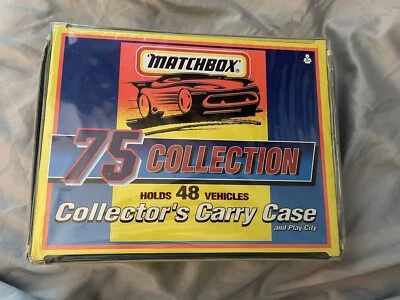 MATCHBOX®
75 COLLECTION
HOLDS 48 VEHICLES
Collector's Carry Case
and Play City